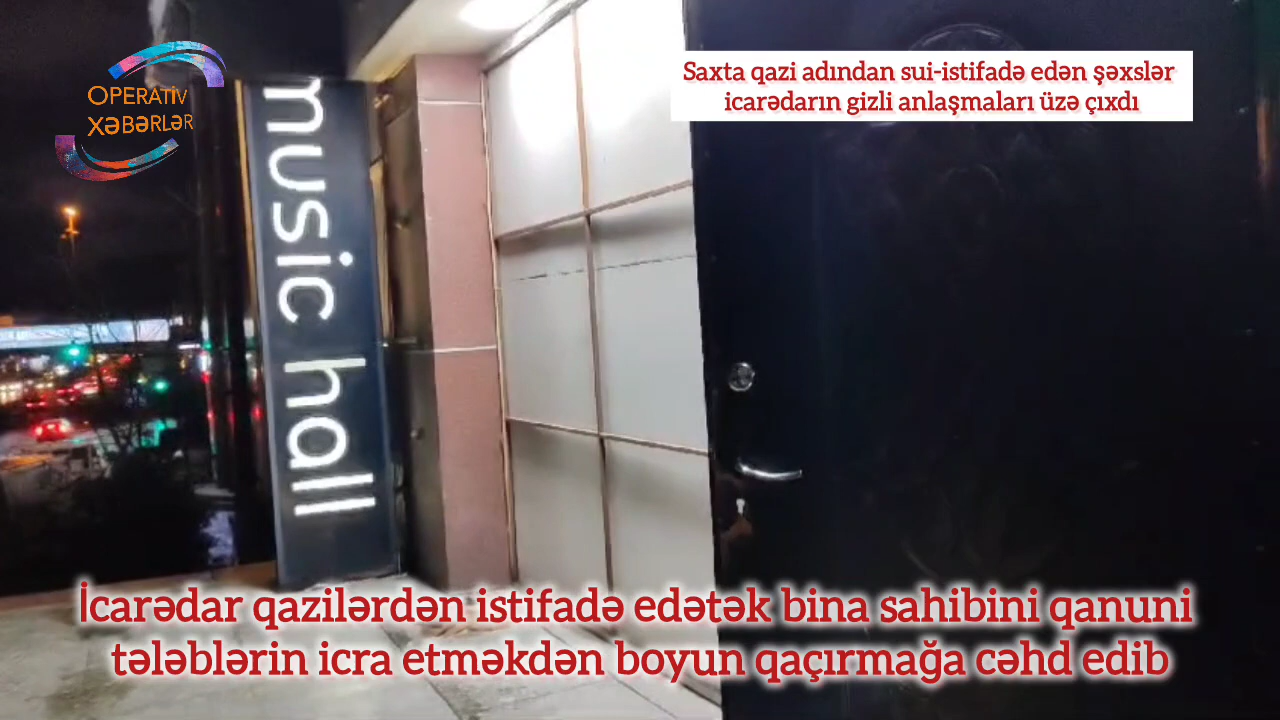 OPERATİV
XƏBƏRLƏR
Saxta qazi adından sui-istifadə edən şəxslər
icarədarın gizli anlaşmaları üzə çıxdı
music hall
İcarədar qazilərdən istifadə edətək bina sahibini qanuni
tələblərin icra etməkdən boyun qaçırmağa cəhd edib